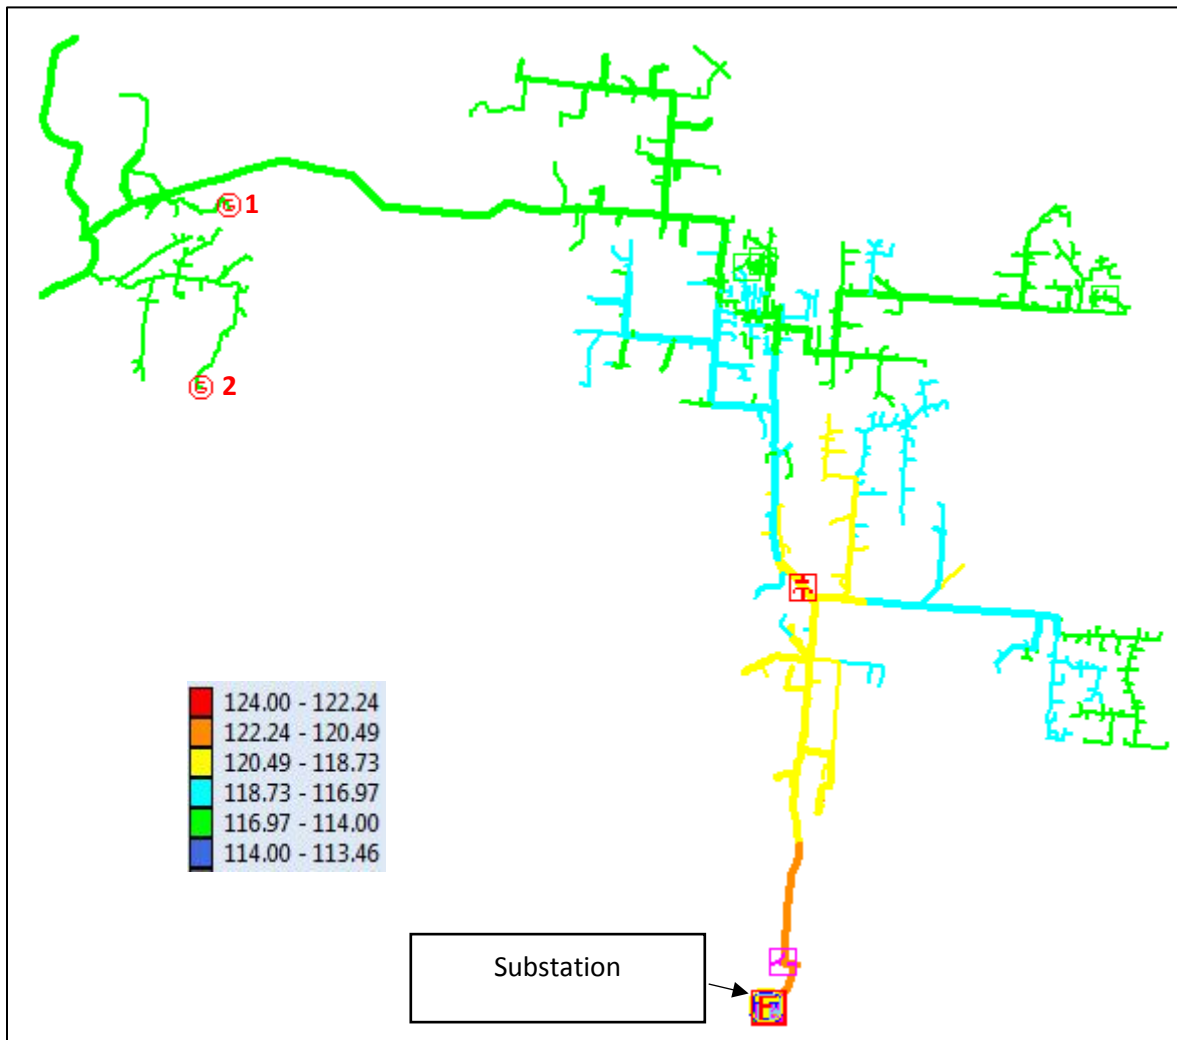 1
2
124.00 - 122.24
122.24 - 120.49
120.49 - 118.73
118.73 - 116.97
116.97 - 114.00
114.00 - 113.46
Substation
F